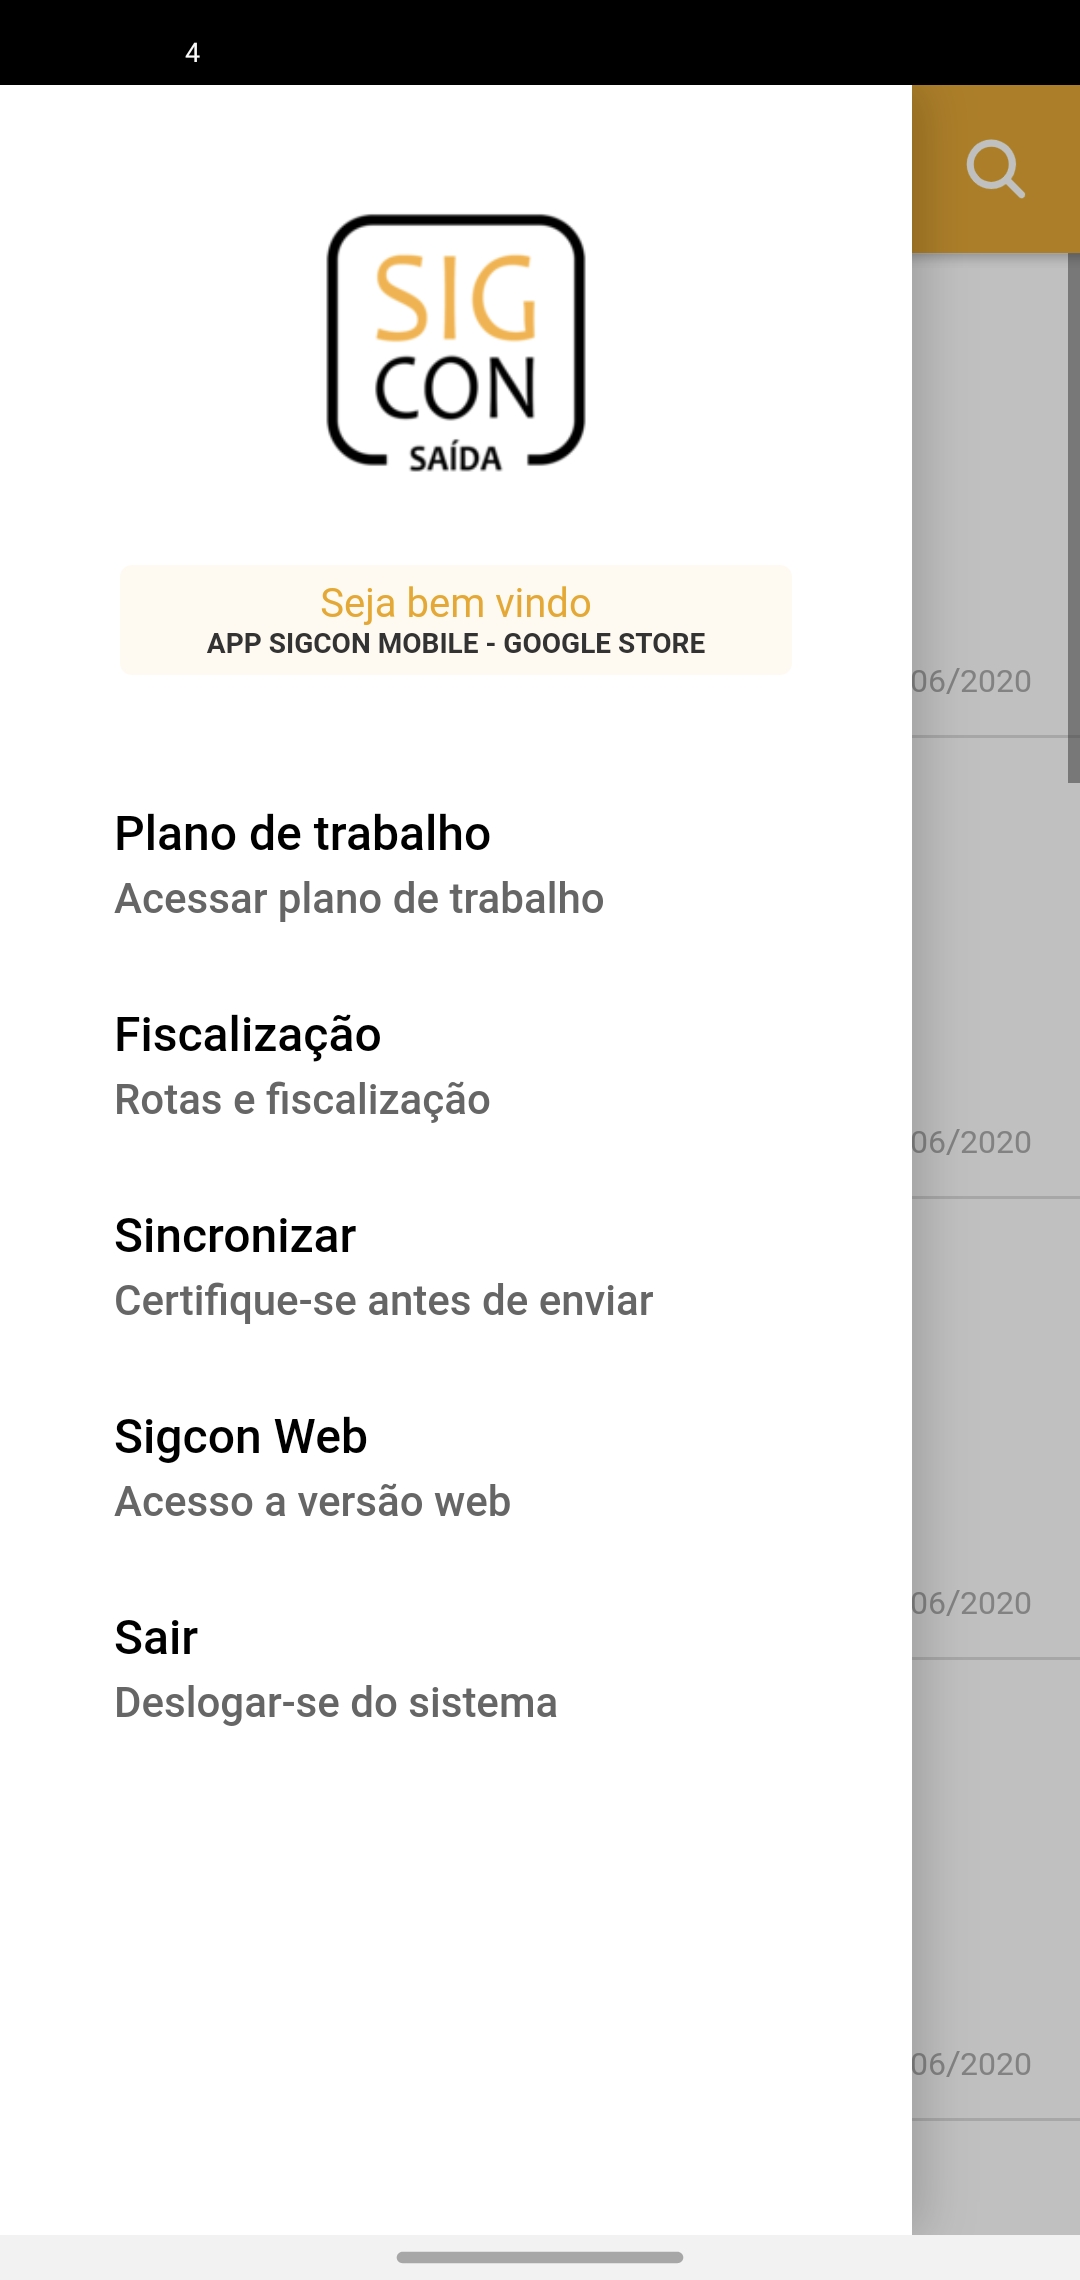 4
SIG
CON
SAÍDA
Seja bem vindo
APP SIGCON MOBILE - GOOGLE STORE
06/2020
Plano de trabalho
Acessar plano de trabalho
Fiscalização
Rotas e fiscalização
06/2020
Sincronizar
Certifique-se antes de enviar
Sigcon Web
Acesso a versão web
06/2020
Sair
Deslogar-se do sistema
06/2020